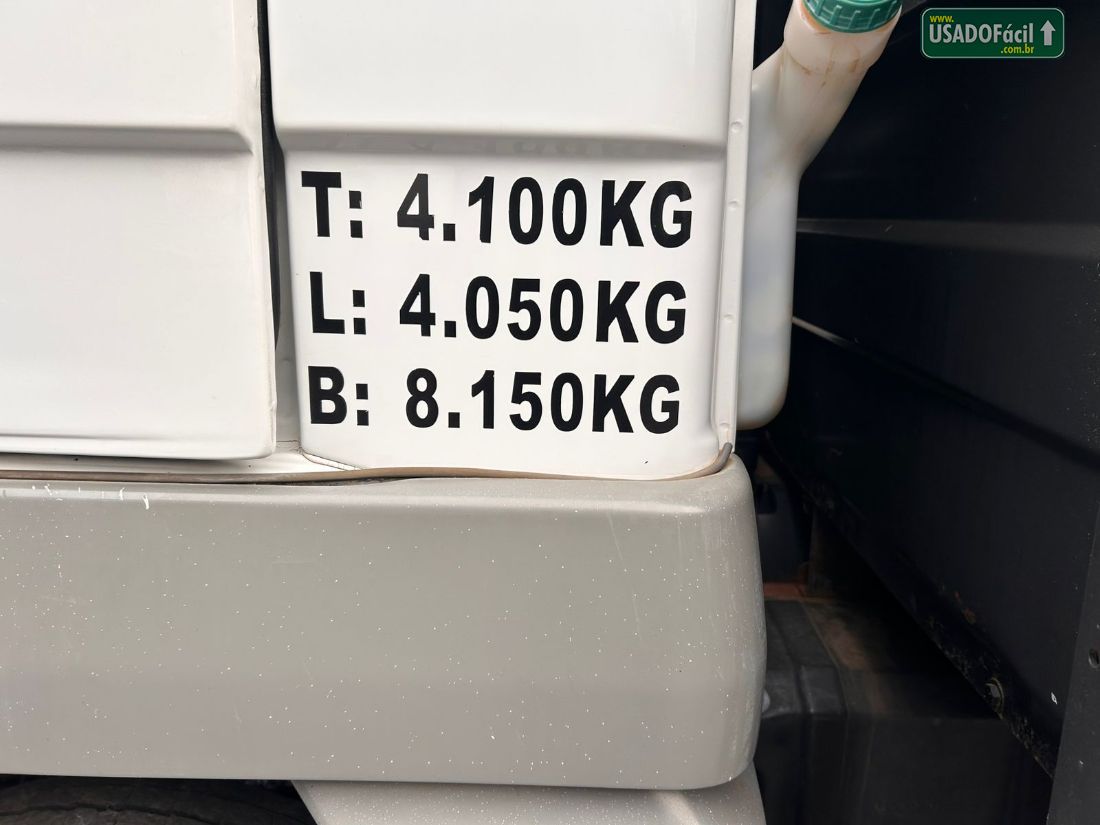 www.
USADOFácil
.com.br
T: 4.100KG
L: 4.050KG
B: 8.150KG